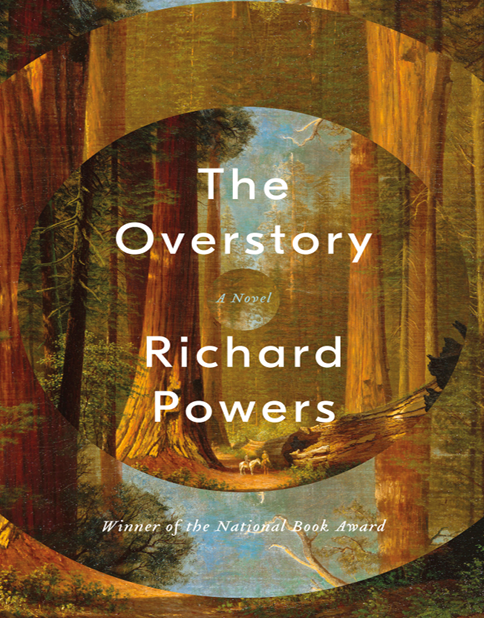 The
Overstory
A Novel
Richard
Powers
Winner of the National Book Award